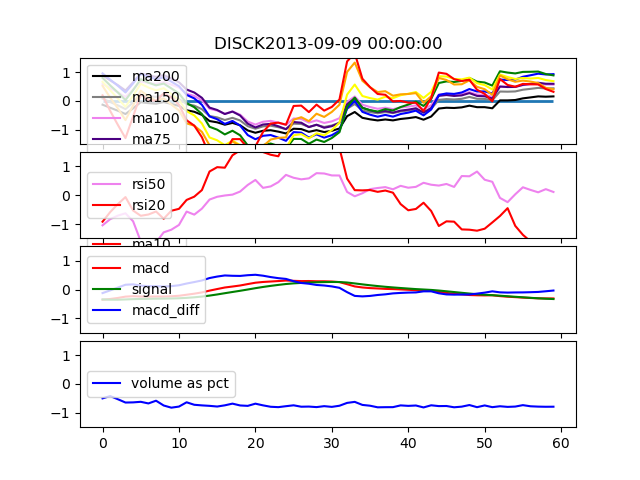 DISCK2013-09-09 00:00:00
1
0
−1
ma200
ma150
ma100
ma75
1
0
−1
rsi50
rsi20
ma10
1
0
−1
macd
signal
macd_diff
1
0
−1
volume as pct
0 10 20 30 40 50 60